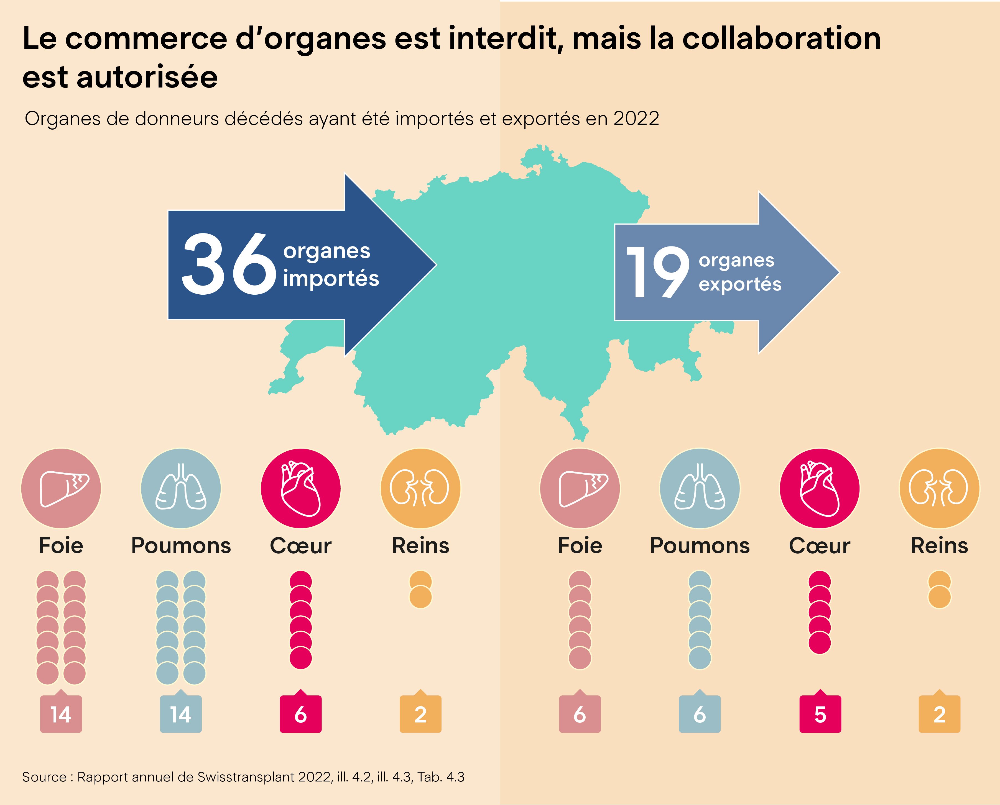 Le commerce d’organes est interdit, mais la collaboration
est autorisée
Organes de donneurs décédés ayant été importés et exportés en 2022
36
organes
importés
19
organes
exportés
Foie
Poumons
Cœur
Reins
14
14
6
2
Foie
Poumons
Cœur
Reins
6
6
5
2
Source : Rapport annuel de Swisstransplant 2022, ill. 4.2, ill. 4.3, Tab. 4.3